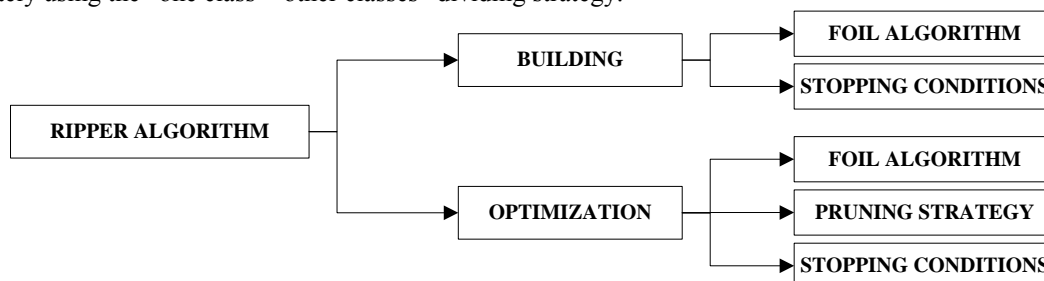 using the "one class – other classes" dividing strategy.
FOIL ALGORITHM
BUILDING
STOPPING CONDITIONS
RIPPER ALGORITHM
FOIL ALGORITHM
OPTIMIZATION
PRUNING STRATEGY
STOPPING CONDITIONS